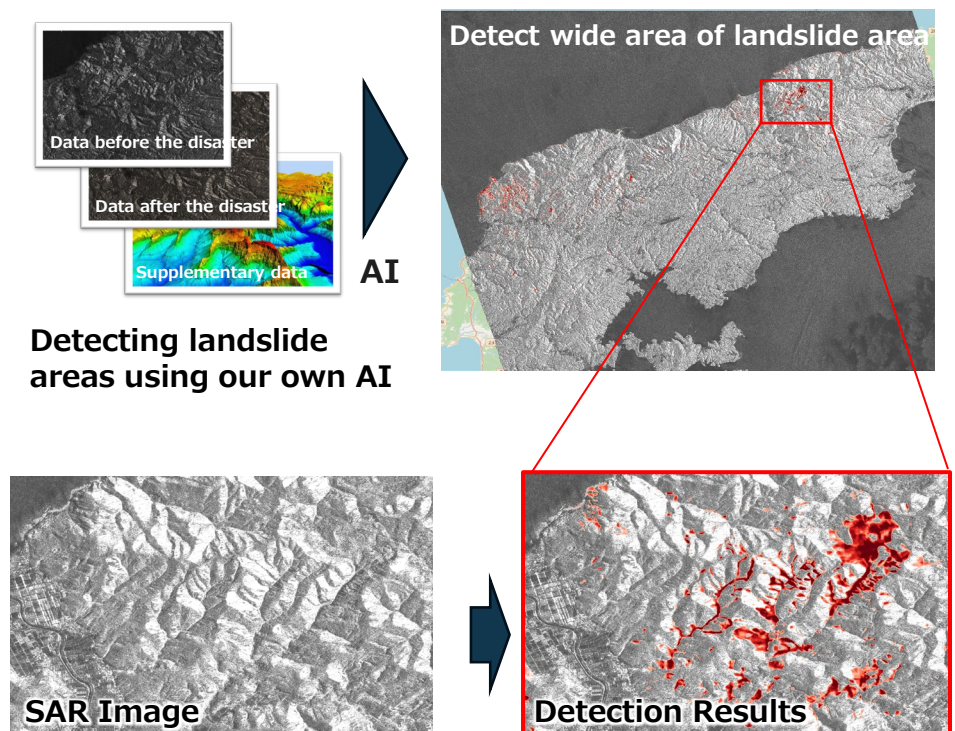 Data before the disaster
Data after the disaster
Supplementary data
AI
Detecting landslide
areas using our own AI
Detect wide area of landslide area
SAR Image
Detection Results